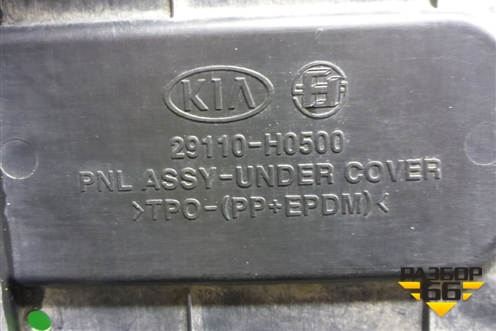 KIA
29110-H0500
PNL ASSY-UNDER COVER
>TPO-(PP+EPDM)<
РАЗБОР
66